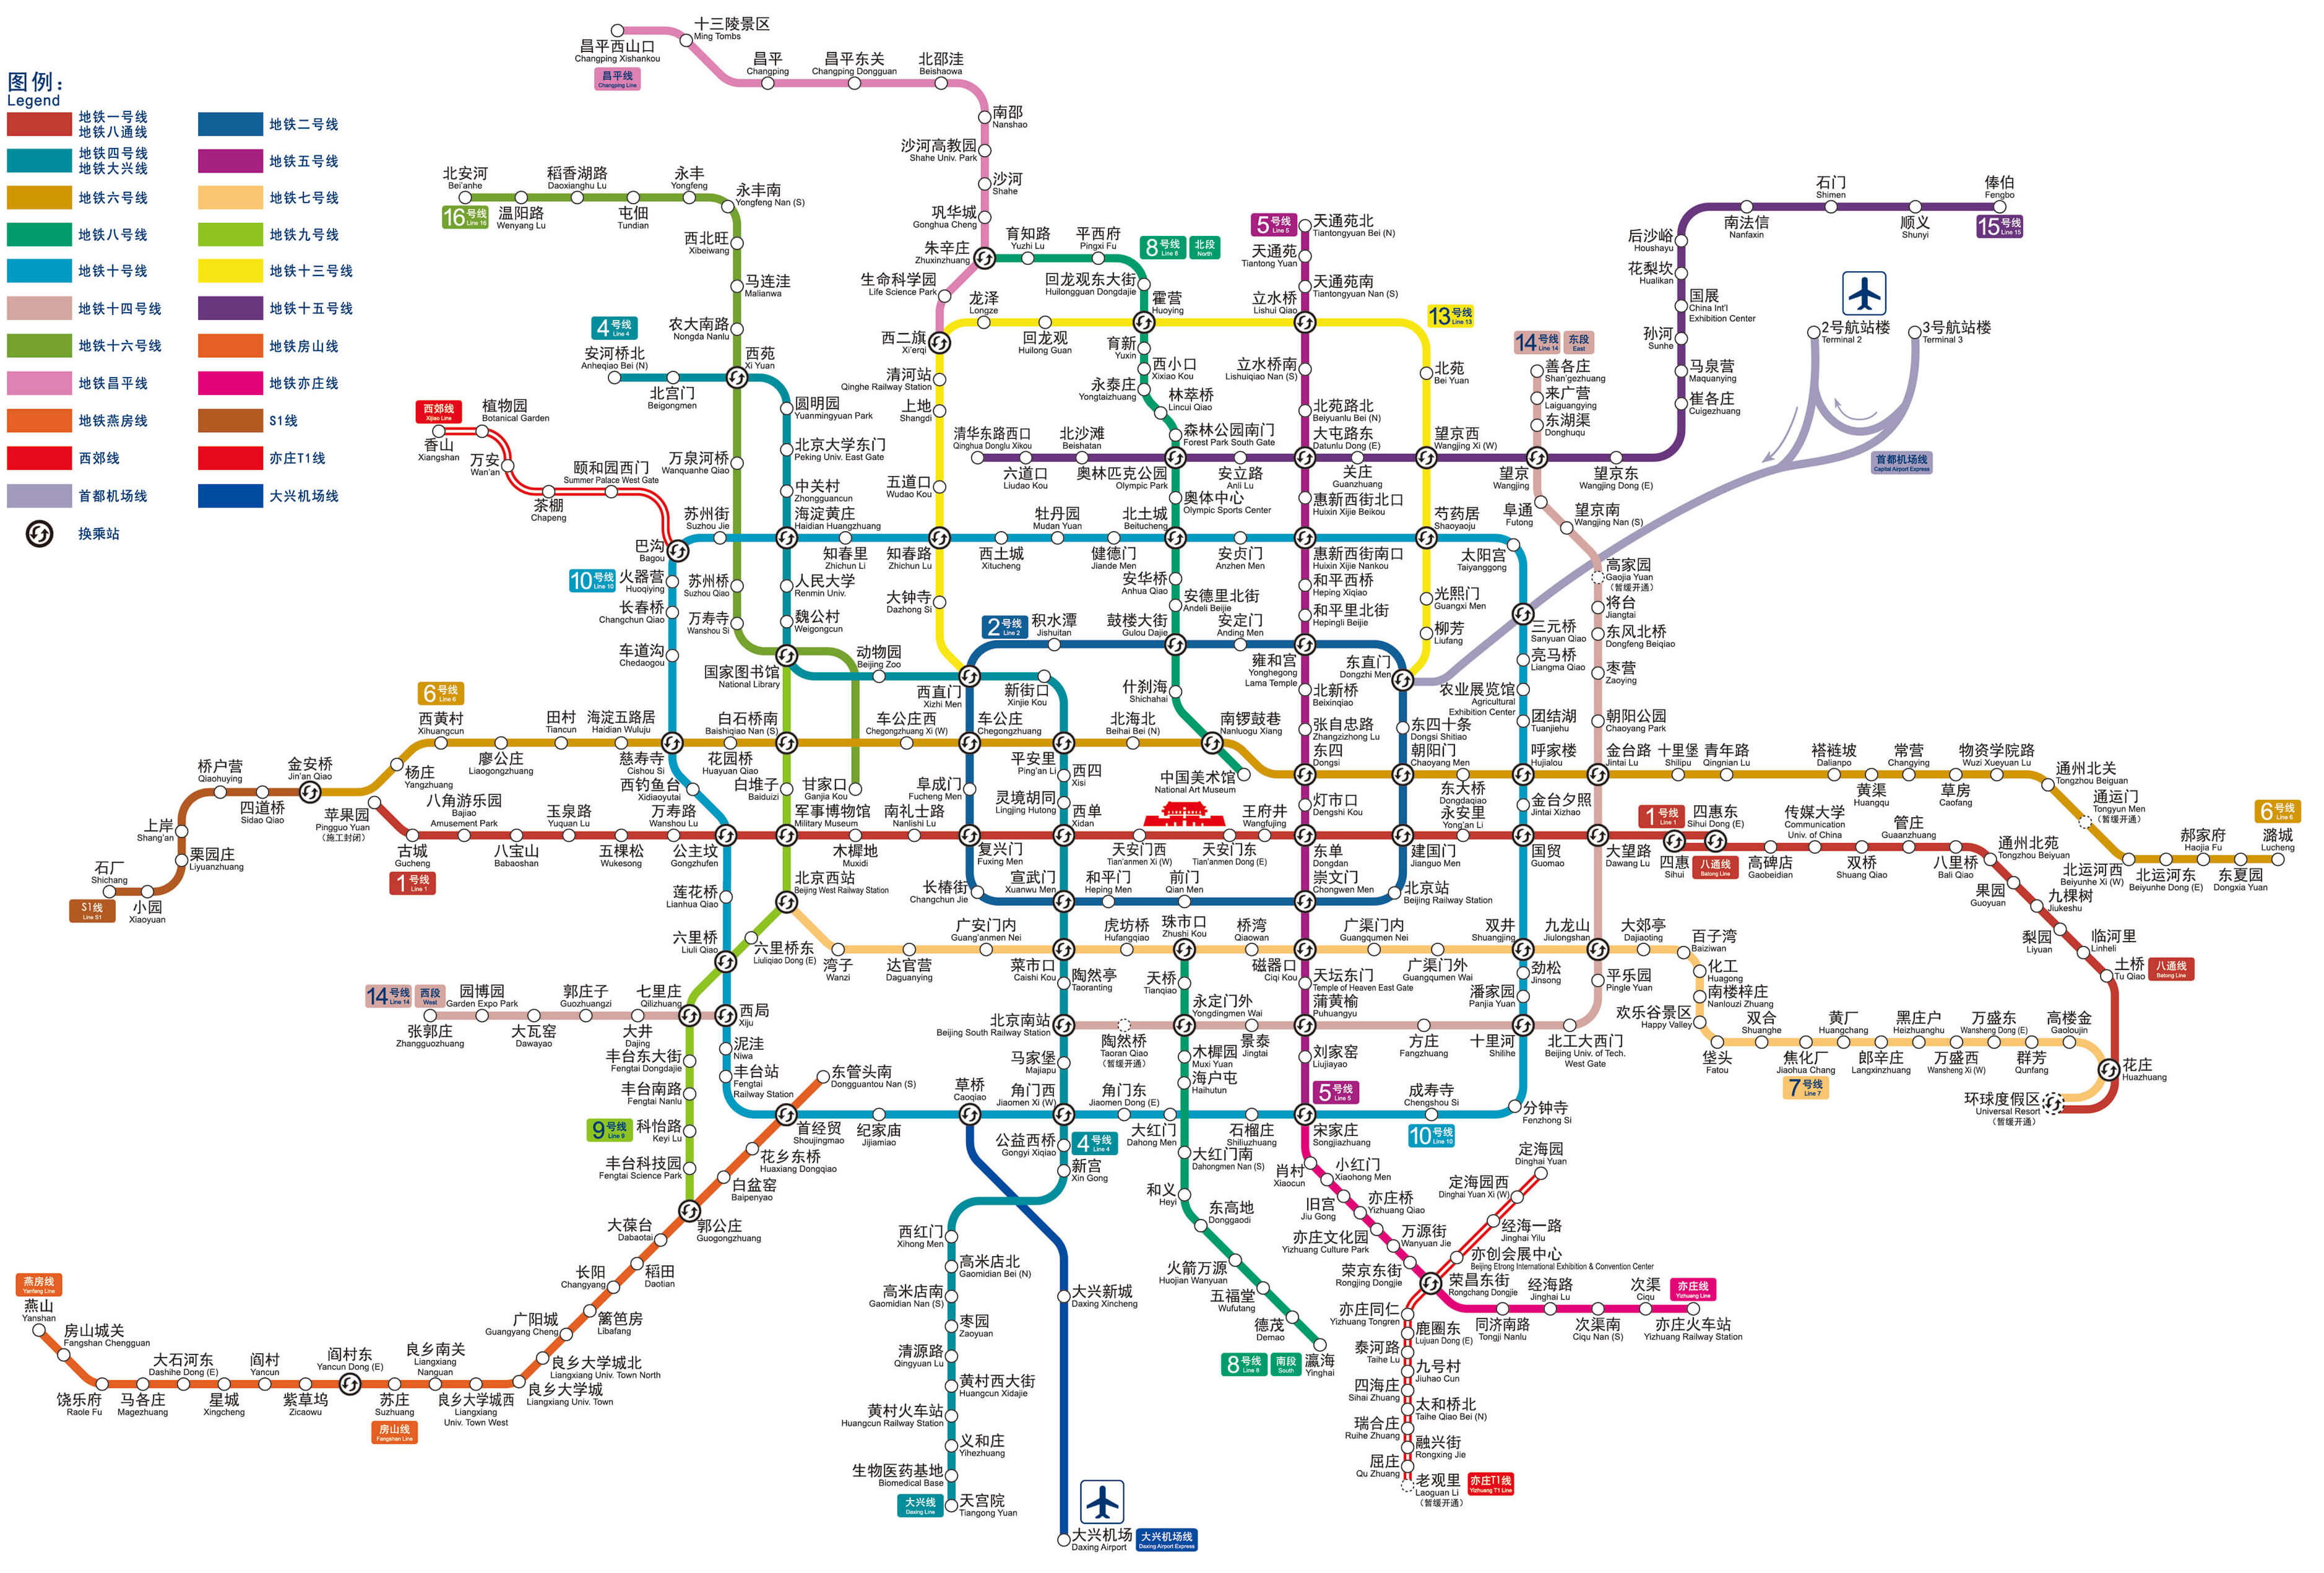 图例：
Legend
地铁一号线
地铁八通线
地铁二号线
地铁四号线
地铁大兴线
地铁五号线
地铁六号线
地铁七号线
地铁八号线
地铁九号线
地铁十号线
地铁十三号线
地铁十四号线
地铁十五号线
地铁十六号线
地铁房山线
地铁昌平线
地铁亦庄线
地铁燕房线
S1线
西郊线
亦庄T1线
首都机场线
大兴机场线
换乘站
昌平西山口
Changping Xishankou
昌平线
Changping Line
十三陵景区
Ming Tombs
昌平
Changping
昌平东关
Changping Dongguan
北邵洼
Beishaowa
南邵
Nanshao
沙河高教园
Shahe Univ. Park
沙河
Shahe
巩华城
Gonghua Cheng
朱辛庄
Zhuxinzhuang
生命科学园
Life Science Park
西二旗
Xi'erqi
育知路
Yuzhi Lu
平西府
Pingxi Fu
8号线
Line 8
北段
North
回龙观东大街
Huilongguan Dongdajie
霍营
Huoying
育新
Yuxin
西小口
Xixiao Kou
永泰庄
Yongtaizhuang
林萃桥
Lincui Qiao
森林公园南门
Forest Park South Gate
奥林匹克公园
Olympic Park
奥体中心
Olympic Sports Center
北土城
Beitucheng
安华桥
Anhua Qiao
安德里北街
Andeli Beijie
鼓楼大街
Gulou Dajie
什刹海
Shichahai
南锣鼓巷
Nanluogu Xiang
中国美术馆
National Art Museum
北安河
Bei'anhe
16号线
Line 16
温阳路
Wenyang Lu
稻香湖路
Daoxianghu Lu
屯佃
Tundian
永丰
Yongfeng
永丰南
Yongfeng Nan (S)
西北旺
Xibeiwang
马连洼
Malianwa
农大南路
Nongda Nanlu
西苑
Xi Yuan
万泉河桥
Wanquanhe Qiao
苏州桥
Suzhou Qiao
万寿寺
Wanshou Si
国家图书馆
National Library
甘家口
Ganjia Kou
4号线
Line 4
安河桥北
Anheqiao Bei (N)
北宫门
Beigongmen
圆明园
Yuanmingyuan Park
北京大学东门
Peking Univ. East Gate
中关村
Zhongguancun
海淀黄庄
Haidian Huangzhuang
人民大学
Renmin Univ.
魏公村
Weigongcun
动物园
Beijing Zoo
西直门
Xizhi Men
新街口
Xinjie Kou
平安里
Ping'an Li
西四
Xisi
灵境胡同
Lingjing Hutong
西单
Xidan
宣武门
Xuanwu Men
菜市口
Caishi Kou
陶然亭
Taoranting
北京南站
Beijing South Railway Station
马家堡
Majiapu
角门西
Jiaomen Xi (W)
公益西桥
Gongyi Xiqiao
4号线
Line 4
新宫
Xin Gong
西红门
Xihong Men
高米店北
Gaomidian Bei (N)
高米店南
Gaomidian Nan (S)
枣园
Zaoyuan
清源路
Qingyuan Lu
黄村西大街
Huangcun Xidajie
黄村火车站
Huangcun Railway Station
义和庄
Yihezhuang
生物医药基地
Biomedical Base
大兴线
Daxing Line
天宫院
Tiangong Yuan
西郊线
Xijiao Line
香山
Xiangshan
植物园
Botanical Garden
万安
Wan'an
茶棚
Chapeng
颐和园西门
Summer Palace West Gate
巴沟
Bagou
龙泽
Longze
回龙观
Huilong Guan
立水桥
Lishui Qiao
13号线
Line 13
北苑
Bei Yuan
望京西
Wangjing Xi (W)
芍药居
Shaoyaoju
光熙门
Guangxi Men
柳芳
Liufang
东直门
Dongzhi Men
清河站
Qinghe Railway Station
上地
Shangdi
五道口
Wudao Kou
知春路
Zhichun Lu
大钟寺
Dazhong Si
5号线
Line 5
天通苑北
Tiantongyuan Bei (N)
天通苑
Tiantong Yuan
天通苑南
Tiantongyuan Nan (S)
立水桥南
Lishuiqiao Nan (S)
北苑路北
Beiyuanlu Bei (N)
大屯路东
Datunlu Dong (E)
惠新西街北口
Huixin Xijie Beikou
惠新西街南口
Huixin Xijie Nankou
和平西桥
Heping Xiqiao
和平里北街
Hepingli Beijie
雍和宫
Yonghegong
Lama Temple
北新桥
Beixinqiao
张自忠路
Zhangzizhong Lu
东四
Dongsi
灯市口
Dengshi Kou
东单
Dongdan
崇文门
Chongwen Men
磁器口
Ciqi Kou
天坛东门
Temple of Heaven East Gate
蒲黄榆
Puhuangyu
刘家窑
Liujiayao
5号线
Line 5
宋家庄
Songjiazhuang
15号线
Line 15
俸伯
Fengbo
顺义
Shunyi
石门
Shimen
南法信
Nanfaxin
后沙峪
Houshayu
花梨坎
Hualikan
国展
China Int'l
Exhibition Center
孙河
Sunhe
马泉营
Maquanying
崔各庄
Cuigezhuang
望京东
Wangjing Dong (E)
望京
Wangjing
关庄
Guanzhuang
安立路
Anli Lu
北沙滩
Beishatan
六道口
Liudao Kou
清华东路西口
Qinghua Donglu Xikou
2号航站楼
Terminal 2
3号航站楼
Terminal 3
首都机场线
Capital Airport Express
14号线
Line 14
东段
East
善各庄
Shan'gezhuang
来广营
Laiguangying
东湖渠
Donghuqu
阜通
Futong
望京南
Wangjing Nan (S)
高家园
Gaojia Yuan
（暂缓开通）
将台
Jiangtai
东风北桥
Dongfeng Beiqiao
枣营
Zaoying
朝阳公园
Chaoyang Park
金台路
Jintai Lu
大望路
Dawang Lu
九龙山
Jiulongshan
平乐园
Pingle Yuan
北工大西门
Beijing Univ. of Tech.
West Gate
十里河
Shilihe
方庄
Fangzhuang
景泰
Jingtai
永定门外
Yongdingmen Wai
陶然桥
Taoran Qiao
（暂缓开通）
苏州街
Suzhou Jie
知春里
Zhichun Li
西土城
Xitucheng
牡丹园
Mudan Yuan
健德门
Jiande Men
安贞门
Anzhen Men
太阳宫
Taiyanggong
三元桥
Sanyuan Qiao
亮马桥
Liangma Qiao
农业展览馆
Agricultural
Exhibition Center
团结湖
Tuanjiehu
呼家楼
Hujialou
金台夕照
Jintai Xizhao
国贸
Guomao
双井
Shuangjing
劲松
Jinsong
潘家园
Panjia Yuan
分钟寺
Fenzhong Si
成寿寺
Chengshou Si
10号线
Line 10
石榴庄
Shiliuzhuang
大红门
Dahong Men
角门东
Jiaomen Dong (E)
草桥
Caoqiao
纪家庙
Jijiamiao
首经贸
Shoujingmao
丰台站
Fengtai
Railway Station
泥洼
Niwa
西局
Xiju
六里桥
Liuli Qiao
莲花桥
Lianhua Qiao
公主坟
Gongzhufen
西钓鱼台
Xidiaoyutai
慈寿寺
Cishou Si
车道沟
Chedaogou
长春桥
Changchun Qiao
火器营
Huoqiying
10号线
Line 10
2号线
Line 2
积水潭
Jishuitan
安定门
Anding Men
东四十条
Dongsi Shitiao
朝阳门
Chaoyang Men
建国门
Jianguo Men
北京站
Beijing Railway Station
前门
Qian Men
和平门
Heping Men
长椿街
Changchun Jie
复兴门
Fuxing Men
阜成门
Fucheng Men
车公庄
Chegongzhuang
6号线
Line 6
西黄村
Xihuangcun
廖公庄
Liaogongzhuang
田村
Tiancun
海淀五路居
Haidian Wuluju
花园桥
Huayuan Qiao
白石桥南
Baishiqiao Nan (S)
车公庄西
Chegongzhuang Xi (W)
北海北
Beihai Bei (N)
东大桥
Dongdaqiao
十里堡
Shilipu
青年路
Qingnian Lu
褡裢坡
Dalianpo
黄渠
Huangqu
常营
Changying
草房
Caofang
物资学院路
Wuzi Xueyuan Lu
通州北关
Tongzhou Beiguan
通运门
Tongyun Men
（暂缓开通）
北运河西
Beiyunhe Xi (W)
北运河东
Beiyunhe Dong (E)
郝家府
Haojia Fu
东夏园
Dongxia Yuan
潞城
Lucheng
6号线
Line 6
杨庄
Yangzhuang
金安桥
Jin'an Qiao
四道桥
Sidao Qiao
桥户营
Qiaohuying
上岸
Shang'an
栗园庄
Liyuanzhuang
小园
Xiaoyuan
石厂
Shichang
S1线
Line S1
苹果园
Pingguo Yuan
（施工封闭）
古城
Gucheng
1号线
Line 1
八角游乐园
Bajiao
Amusement Park
八宝山
Babaoshan
玉泉路
Yuquan Lu
五棵松
Wukesong
万寿路
Wanshou Lu
军事博物馆
Military Museum
木樨地
Muxidi
南礼士路
Nanlishi Lu
天安门西
Tian'anmen Xi (W)
天安门东
Tian'anmen Dong (E)
王府井
Wangfujing
永安里
Yong'an Li
1号线
Line 1
四惠
Sihui
四惠东
Sihui Dong (E)
八通线
Batong Line
高碑店
Gaobeidian
传媒大学
Communication
Univ. of China
双桥
Shuang Qiao
管庄
Guaanzhuang
八里桥
Bali Qiao
通州北苑
Tongzhou Beiyuan
果园
Guoyuan
九棵树
Jiukeshu
梨园
Liyuan
临河里
Linheli
土桥
Tu Qiao
八通线
Batong Line
花庄
Huazhuang
环球度假区
Universal Resort
（暂缓开通）
白堆子
Baiduizi
北京西站
Beijing West Railway Station
六里桥东
Liuliqiao Dong (E)
七里庄
Qilizhuang
丰台东大街
Fengtai Dongdajie
丰台南路
Fengtai Nanlu
9号线
Line 9
科怡路
Keyi Lu
丰台科技园
Fengtai Science Park
郭公庄
Guogongzhuang
湾子
Wanzi
达官营
Daguanying
广安门内
Guang'anmen Nei
虎坊桥
Hufangqiao
珠市口
Zhushi Kou
桥湾
Qiaowan
广渠门内
Guangqumen Nei
广渠门外
Guangqumen Wai
大郊亭
Dajiaoting
百子湾
Baiziwan
化工
Huagong
南楼梓庄
Nanlouzi Zhuang
欢乐谷景区
Happy Valley
垡头
Fatou
双合
Shuanghe
焦化厂
Jiaohua Chang
7号线
Line 7
黄厂
Huangchang
郎辛庄
Langxinzhuang
黑庄户
Heizhuanghu
万盛西
Wansheng Xi (W)
万盛东
Wansheng Dong (E)
群芳
Qunfang
高楼金
Gaoloujin
14号线
Line 14
西段
West
张郭庄
Zhangguozhuang
园博园
Garden Expo Park
大瓦窑
Dawayao
郭庄子
Guozhuangzi
大井
Dajing
天桥
Tianqiao
木樨园
Muxi Yuan
海户屯
Haihutun
大红门南
Dahongmen Nan (S)
和义
Heyi
东高地
Donggaodi
火箭万源
Huojian Wanyuan
五福堂
Wufutang
德茂
Demao
瀛海
Yinghai
8号线
Line 8
南段
South
东管头南
Dongguantou Nan (S)
花乡东桥
Huaxiang Dongqiao
白盆窑
Baipenyao
大葆台
Dabaotai
稻田
Daotian
长阳
Changyang
篱笆房
Libafang
广阳城
Guangyang Cheng
良乡大学城北
Liangxiang Univ. Town North
良乡大学城
Liangxiang Univ. Town
良乡大学城西
Liangxiang
Univ. Town West
良乡南关
Liangxiang
Nanguan
苏庄
Suzhuang
房山线
Fangshan Line
阎村东
Yancun Dong (E)
紫草坞
Zicaowu
阎村
Yancun
星城
Xingcheng
大石河东
Dashihe Dong (E)
马各庄
Magezhuang
饶乐府
Raole Fu
房山城关
Fangshan Chengguan
燕山
Yanshan
燕房线
Yanfang Line
大兴新城
Daxing Xincheng
大兴机场
Daxing Airport
大兴机场线
Daxing Airport Express
肖村
Xiaocun
小红门
Xiaohong Men
旧宫
Jiu Gong
亦庄桥
Yizhuang Qiao
亦庄文化园
Yizhuang Culture Park
万源街
Wanyuan Jie
荣京东街
Rongjing Dongjie
荣昌东街
Rongchang Dongjie
同济南路
Tongji Nanlu
经海路
Jinghai Lu
次渠南
Ciqu Nan (S)
次渠
Ciqu
亦庄火车站
Yizhuang Railway Station
亦庄线
Yizhuang Line
定海园
Dinghai Yuan
定海园西
Dinghai Yuan Xi (W)
经海一路
Jinghai Yilu
亦创会展中心
Beijing Etrong International Exhibition & Convention Center
亦庄同仁
Yizhuang Tongren
鹿圈东
Lujuan Dong (E)
泰河路
Taihe Lu
九号村
Jiuhao Cun
四海庄
Sihai Zhuang
太和桥北
Taihe Qiao Bei (N)
瑞合庄
Ruihe Zhuang
融兴街
Rongxing Jie
屈庄
Qu Zhuang
老观里
Laoguan Li
（暂缓开通）
亦庄T1线
Yizhuang T1 Line